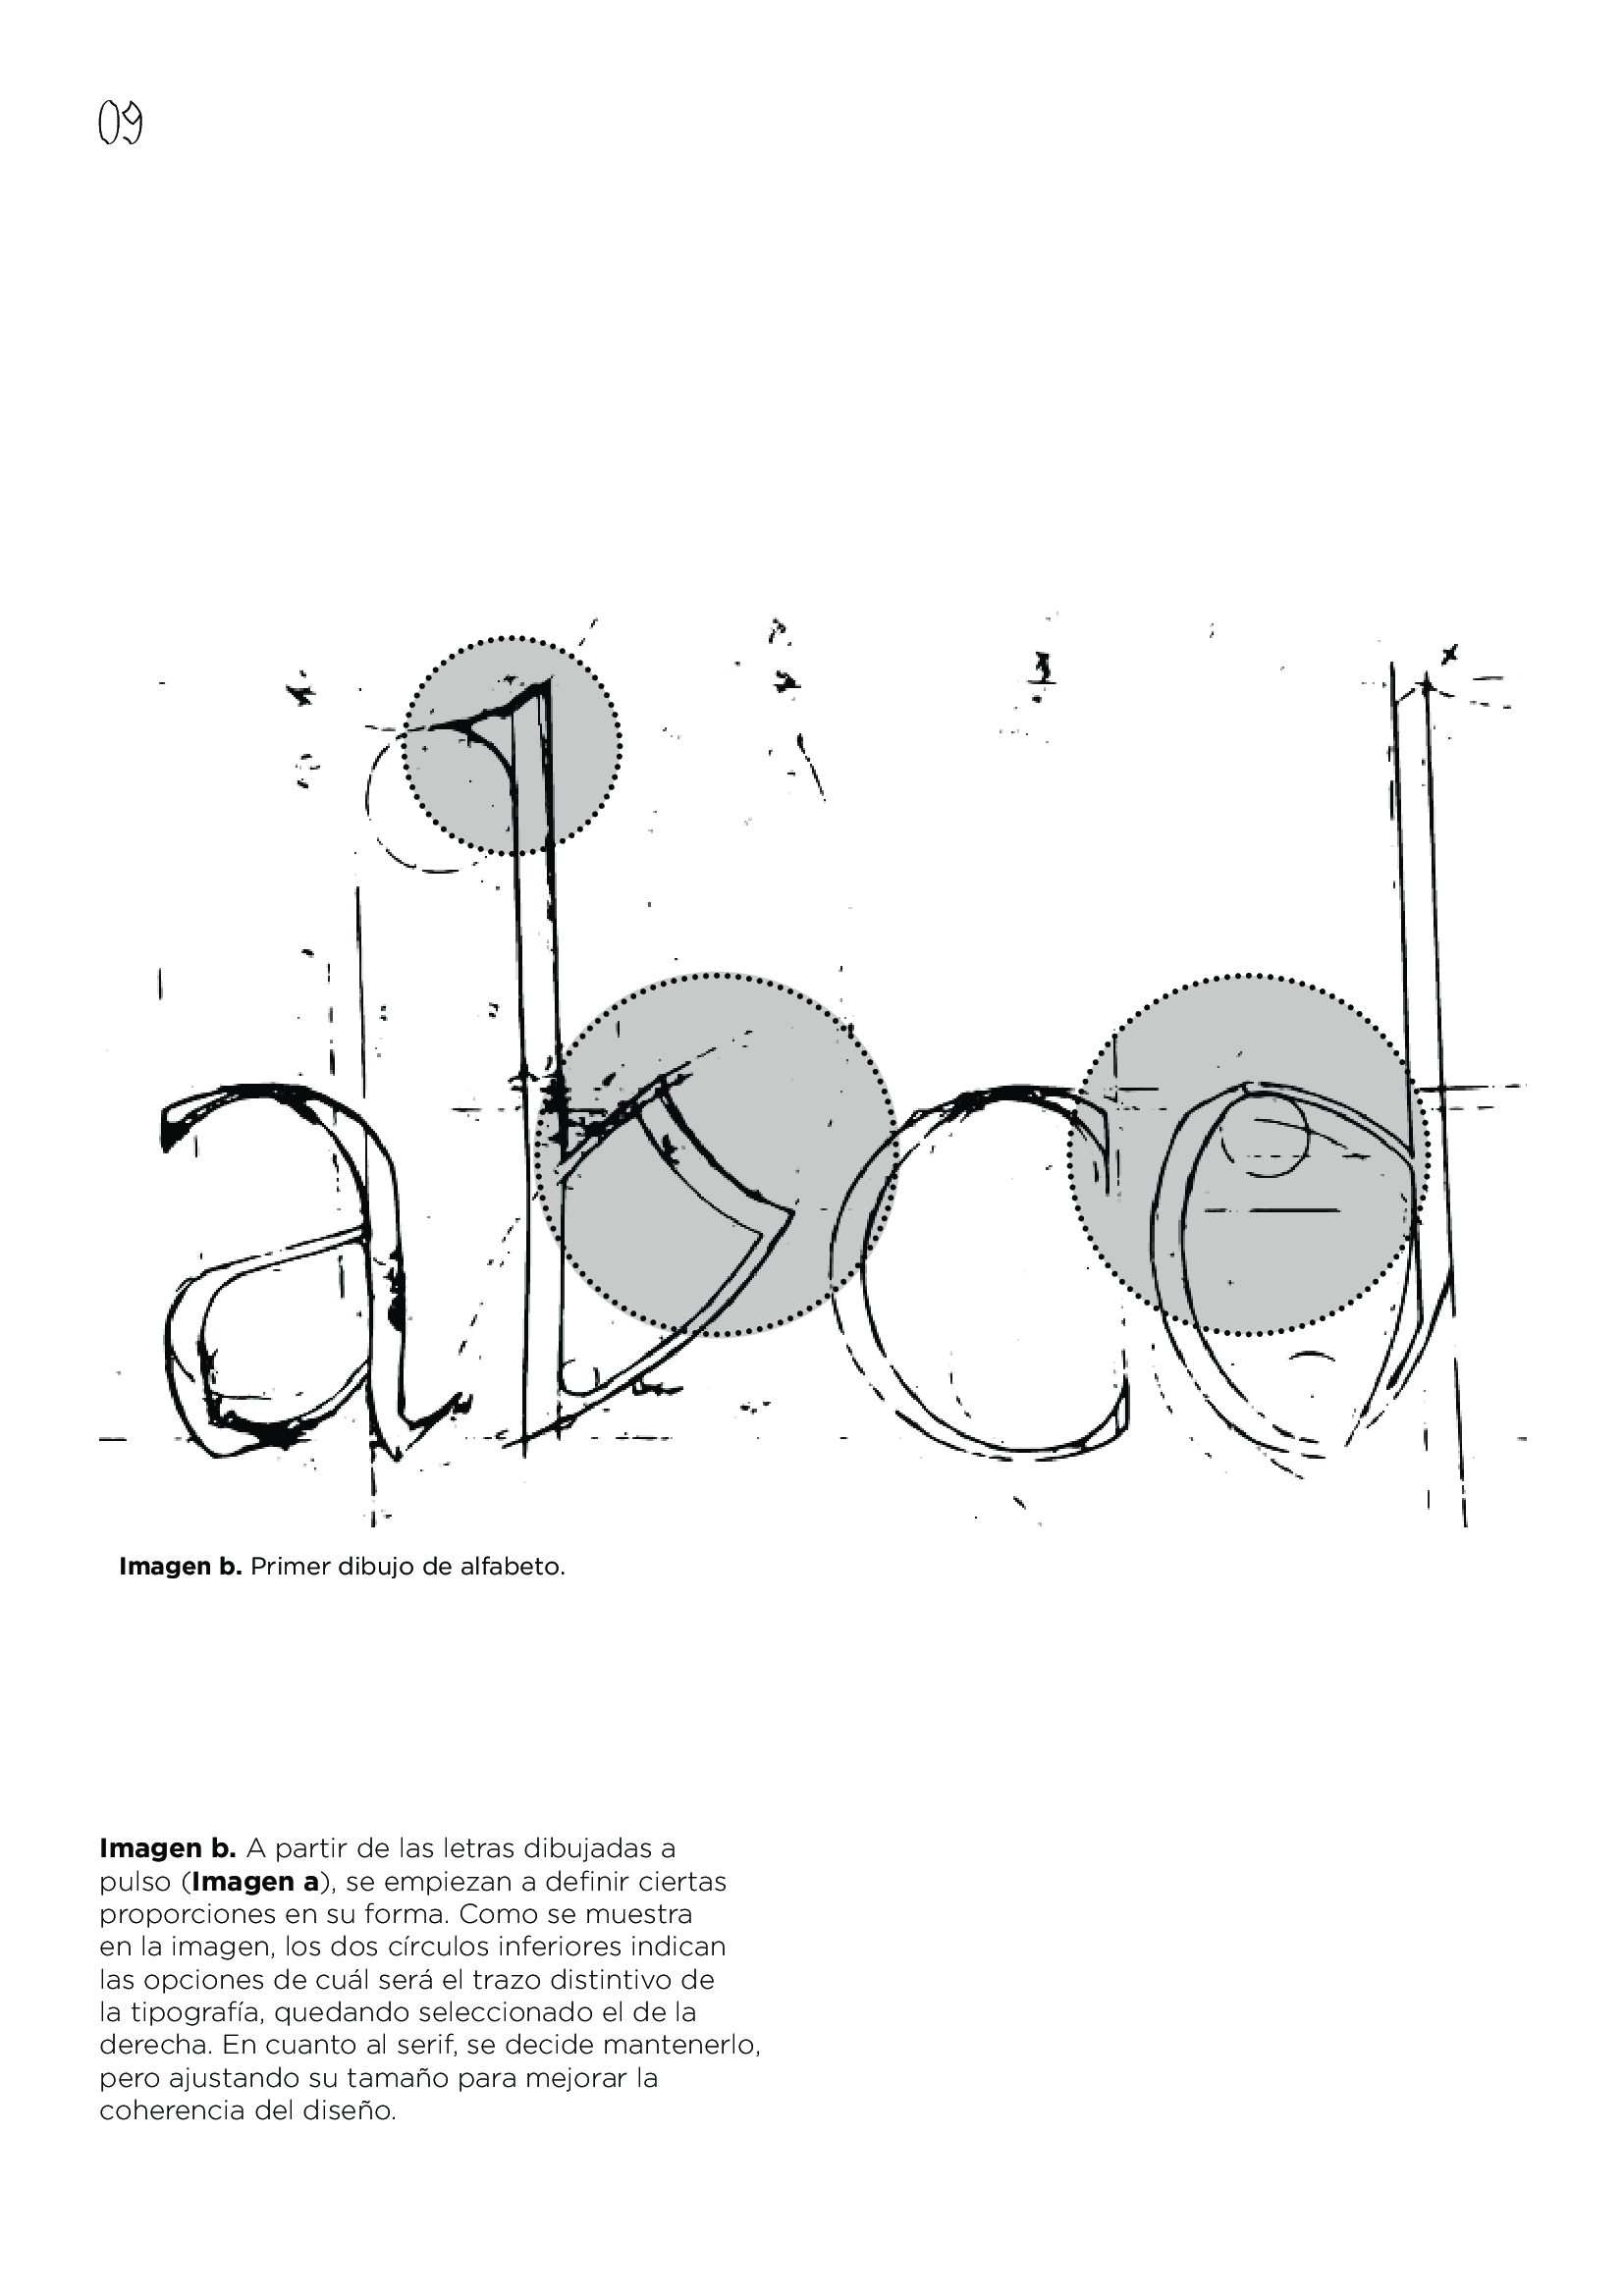 09
abcd
Imagen b. Primer dibujo de alfabeto.
Imagen b. A partir de las letras dibujadas a
pulso (Imagen a), se empiezan a definir ciertas
proporciones en su forma. Como se muestra
en la imagen, los dos círculos inferiores indican
las opciones de cuál será el trazo distintivo de
la tipografía, quedando seleccionado el de la
derecha. En cuanto al serif, se decide mantenerlo,
pero ajustando su tamaño para mejorar la
coherencia del diseño.